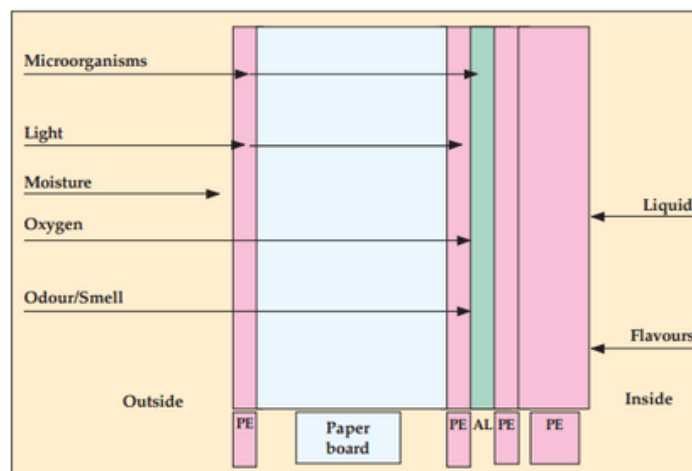 Microorganisms
Light
Moisture
Liquid
Oxygen
Odour/Smell
Flavours
Outside
Inside
PE
Paper
board
PE
AL
PE
PE